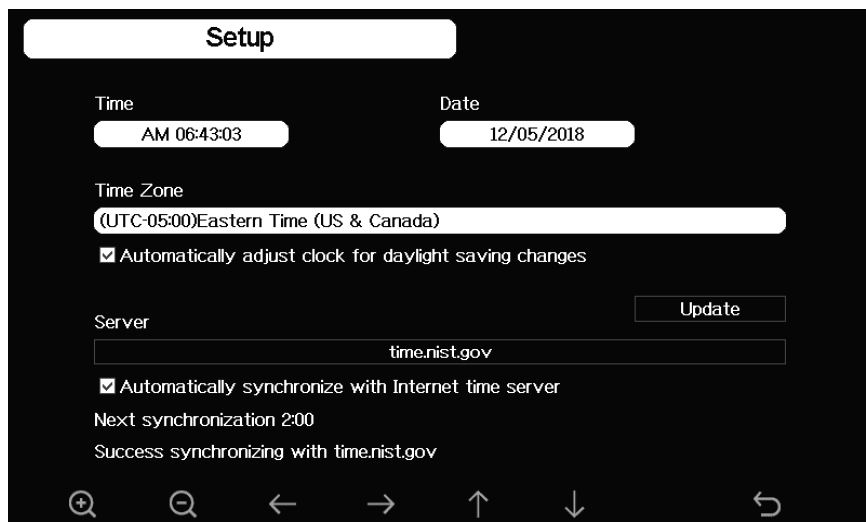 Setup
Time Date
AM 06:43:03 12/05/2018
Time Zone
(UTC-05:00)Eastern Time (US & Canada)
Automatically adjust clock for daylight saving changes
Update
Server
time.nist.gov
Automatically synchronize with Internet time server
Next synchronization 2:00
Success synchronizing with time.nist.gov